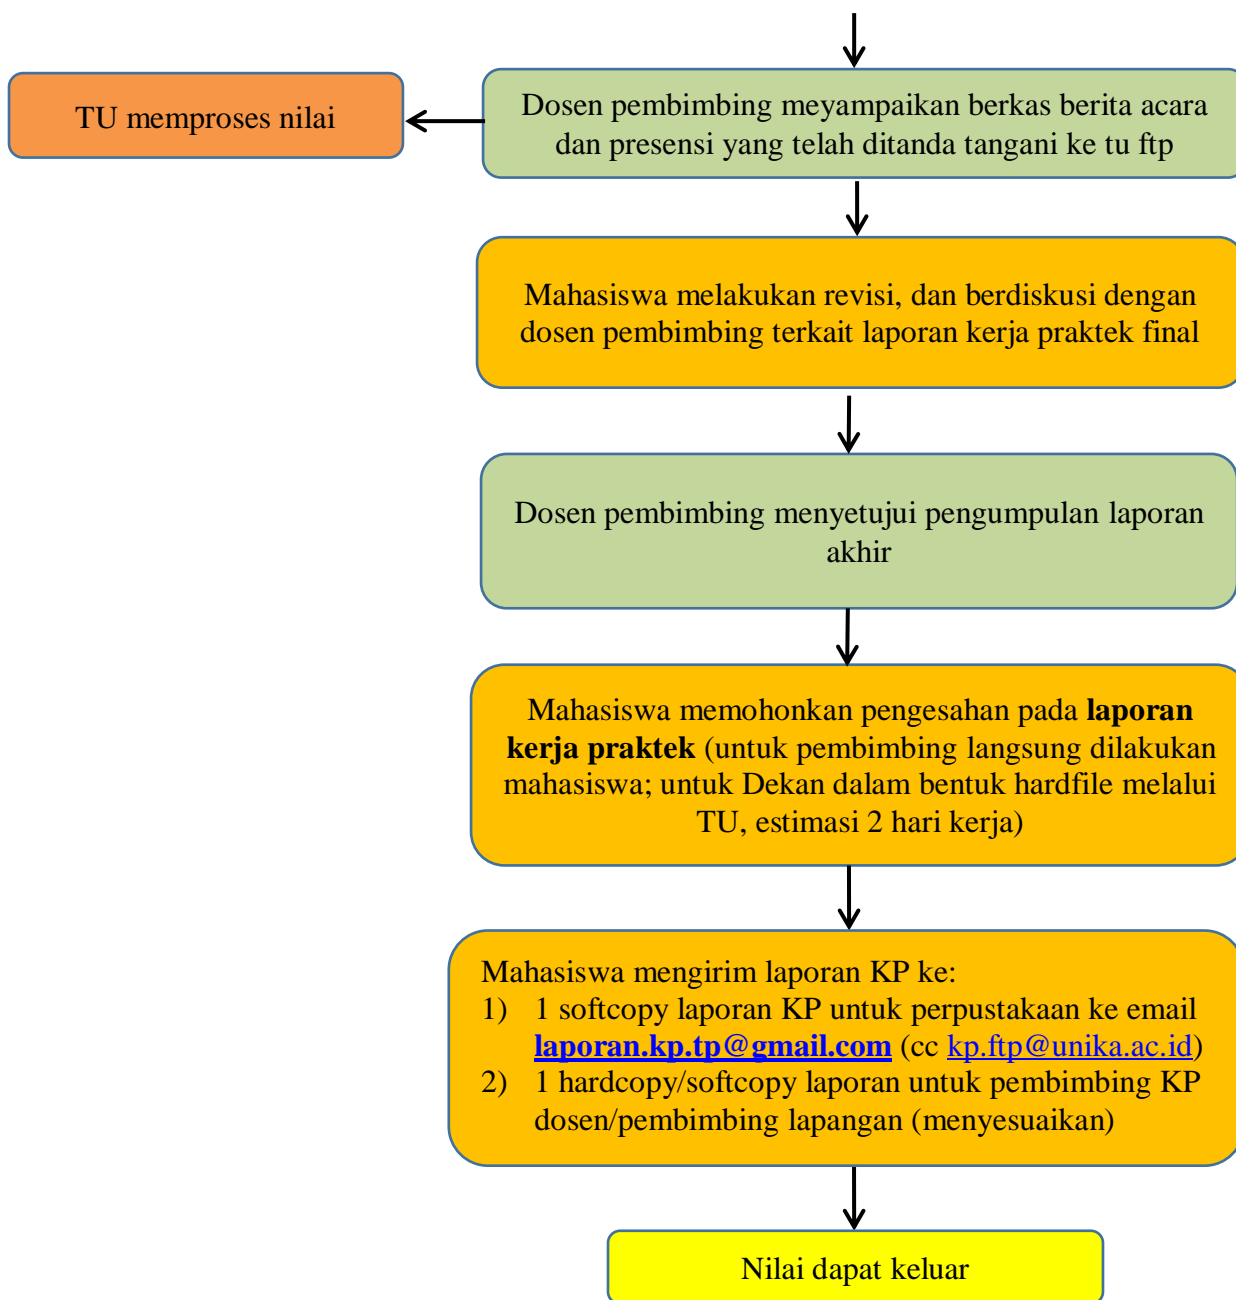 TU memproses nilai
Dosen pembimbing meyampaikan berkas berita acara
dan presensi yang telah ditanda tangani ke tu ftp
Mahasiswa melakukan revisi, dan berdiskusi dengan
dosen pembimbing terkait laporan kerja praktek final
Dosen pembimbing menyetujui pengumpulan laporan
akhir
Mahasiswa memohonkan pengesahan pada laporan
kerja praktek (untuk pembimbing langsung dilakukan
mahasiswa; untuk Dekan dalam bentuk hardfile melalui
TU, estimasi 2 hari kerja)
Mahasiswa mengirim laporan KP ke:
1) 1 softcopy laporan KP untuk perpustakaan ke email
laporan.kp.tp@gmail.com (cc kp.ftp@unika.ac.id)
2) 1 hardcopy/softcopy laporan untuk pembimbing KP
dosen/pembimbing lapangan (menyesuaikan)
Nilai dapat keluar